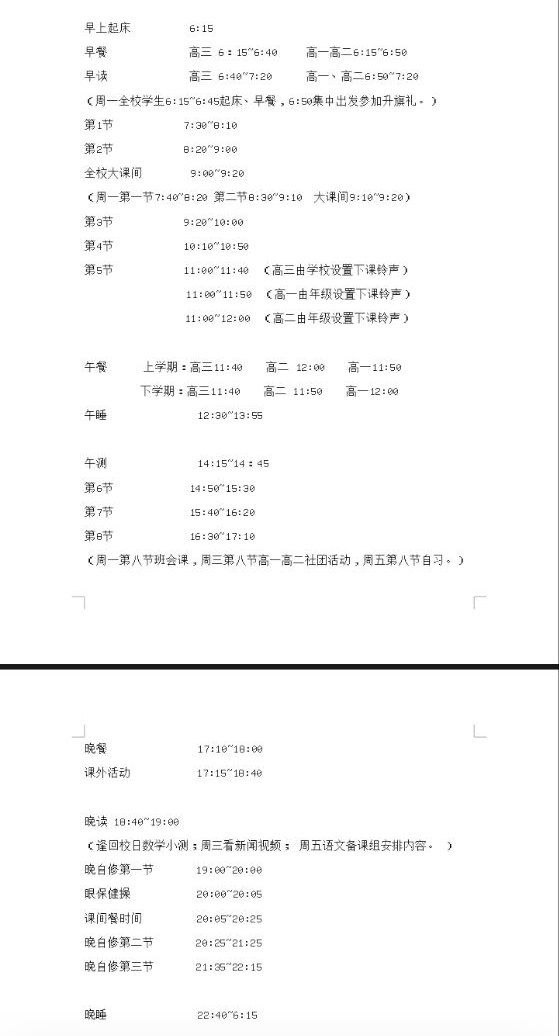 早上起床 6:15
早餐 高三 6：15~6:40 高一高二6:15~6:50
早读 高三 6:40~7:20 高一、高二6:50~7:20
（周一全校学生6:15~6:45起床、早餐，6:50集中出发参加升旗礼。）
第1节 7:30~8:10
第2节 8:20~9:00
全校大课间 9:00~9:20
（周一第一节7:40~8:20 第二节8:30~9:10 大课间9:10~9:20）
第3节 9:20~10:00
第4节 10:10~10:50
第5节 11:00~11:40 （高三由学校设置下课铃声）
11:00~11:50 （高一由年级设置下课铃声）
11:00~12:00 （高二由年级设置下课铃声）
午餐 上学期：高三11:40 高二 12:00 高一11:50
下学期：高三11:40 高二 11:50 高一12:00
午睡 12:30~13:55
午测 14:15~14：45
第6节 14:50~15:30
第7节 15:40~16:20
第8节 16:30~17:10
（周一第八节班会课，周三第八节高一高二社团活动，周五第八节自习。）
晚餐 17:10~18:00
课外活动 17:15~18:40
晚读 18:40~19:00
（逢回校日数学小测；周三看新闻视频； 周五语文备课组安排内容。 ）
晚自修第一节 19:00~20:00
眼保健操 20:00~20:05
课间餐时间 20:05~20:25
晚自修第二节 20:25~21:25
晚自修第三节 21:35~22:15
晚睡 22:40~6:15